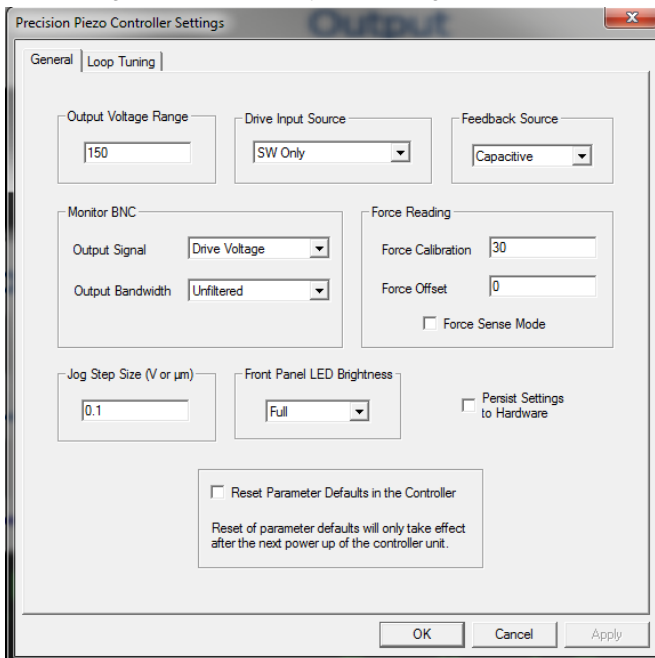 Output
Precision Piezo Controller Settings
x
General
Loop Tuning
Output Voltage Range
150
Drive Input Source
SW Only
Feedback Source
Capacitive
Monitor BNC
Output Signal
Drive Voltage
Output Bandwidth
Unfiltered
Force Reading
Force Calibration
30
Force Offset
0
Force Sense Mode
Jog Step Size (V or µm)
0.1
Front Panel LED Brightness
Full
Persist Settings
to Hardware
Reset Parameter Defaults in the Controller
Reset of parameter defaults will only take effect
after the next power up of the controller unit.
OK
Cancel
Apply